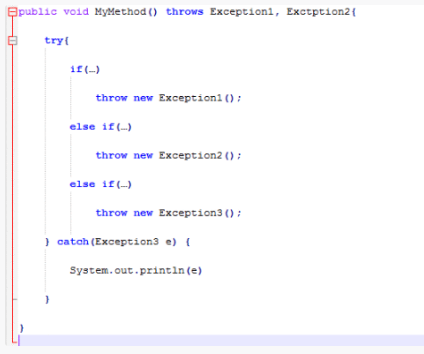 public void MyMethod() throws Exception1, Exctption2{
try{
if(…)
throw new Exception1();
else if(…)
throw new Exception2();
else if(…)
throw new Exception3();
} catch(Exception3 e) {
System.out.println(e)
}
}